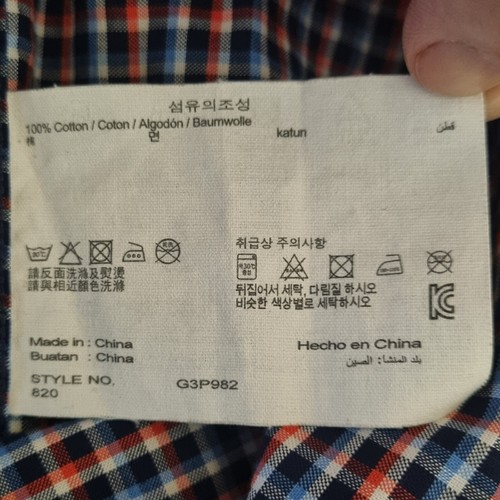 섬유의조성
100% Cotton / Coton / Algodón / Baumwolle
棉 면 katun قطن
취급상 주의사항
請反面洗滌及熨燙
請與相近顏色洗滌
뒤집어서 세탁, 다림질 하시오
비슷한 색상별로 세탁하시오
Made in : China
Buatan : China
Hecho en China
بلد المنشأ: الصين
STYLE NO. G3P982
820